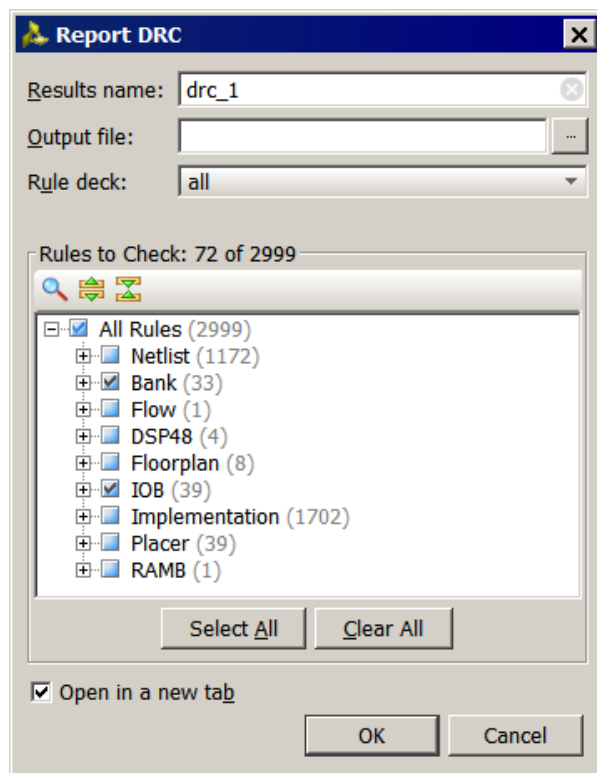 Report DRC
Results name: drc_1
Output file: ...
Rule deck: all
Rules to Check: 72 of 2999
All Rules (2999)
Netlist (1172)
Bank (33)
Flow (1)
DSP48 (4)
Floorplan (8)
IOB (39)
Implementation (1702)
Placer (39)
RAMB (1)
Select All Clear All
Open in a new tab
OK Cancel